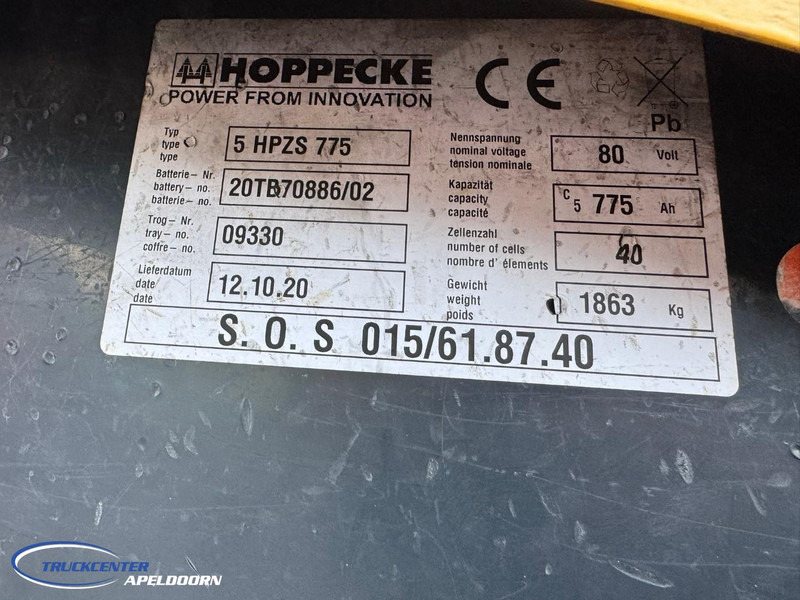 HOPPECKE
POWER FROM INNOVATION
CE
Pb
Typ
type
type
5 HPZS 775
Batterie- Nr.
battery- no.
batterie- no.
20TB70886/02
Trog- Nr.
tray- no.
coffre- no.
09330
Lieferdatum
date
date
12.10.20
Nennspannung
nominal voltage
tension nominale
80 Volt
Kapazität
capacity
capacité
C5 775 Ah
Zellenzahl
number of cells
nombre d' éléments
40
Gewicht
weight
poids
1863 Kg
S. O. S 015/61.87.40
TRUCKCENTER
APELDOORN